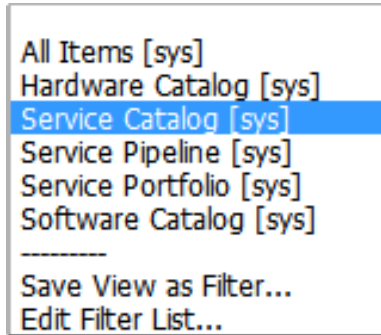 All Items [sys]
Hardware Catalog [sys]
Service Catalog [sys]
Service Pipeline [sys]
Service Portfolio [sys]
Software Catalog [sys]
---------
Save View as Filter...
Edit Filter List...